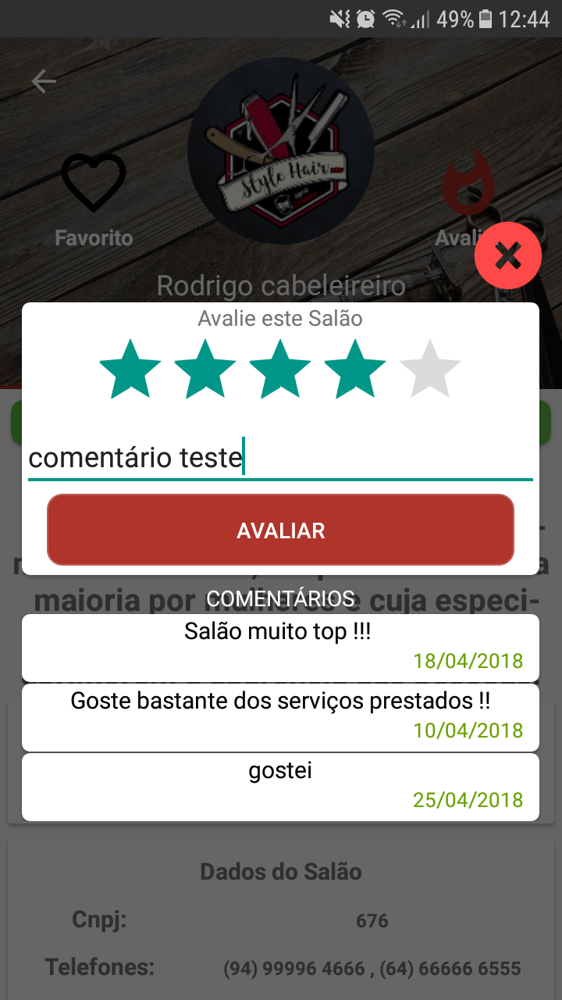 49% 12:44
Style Hair
Favorito
Avali
Rodrigo cabeleireiro
Avalie este Salão
comentário teste
AVALIAR
maioria por mulheres e cuja especi-
COMENTÁRIOS
Salão muito top !!!
18/04/2018
Goste bastante dos serviços prestados !!
10/04/2018
gostei
25/04/2018
Dados do Salão
Cnpj: 676
Telefones: (94) 99996 4666 , (64) 66666 6555